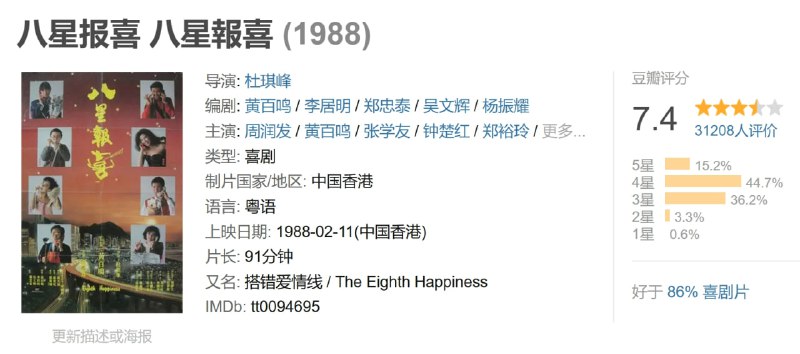 八星报喜 八星報喜 (1988)
八星報喜
Eighth Happiness
更新描述或海报
导演: 杜琪峰
编剧: 黄百鸣 / 李居明 / 郑忠泰 / 吴文辉 / 杨振耀
主演: 周润发 / 黄百鸣 / 张学友 / 钟楚红 / 郑裕玲 / 更多...
类型: 喜剧
制片国家/地区: 中国香港
语言: 粤语
上映日期: 1988-02-11(中国香港)
片长: 91分钟
又名: 搭错爱情线 / The Eighth Happiness
IMDb: tt0094695
豆瓣评分
7.4
31208人评价
5星 15.2%
4星 44.7%
3星 36.2%
2星 3.3%
1星 0.6%
好于 86% 喜剧片